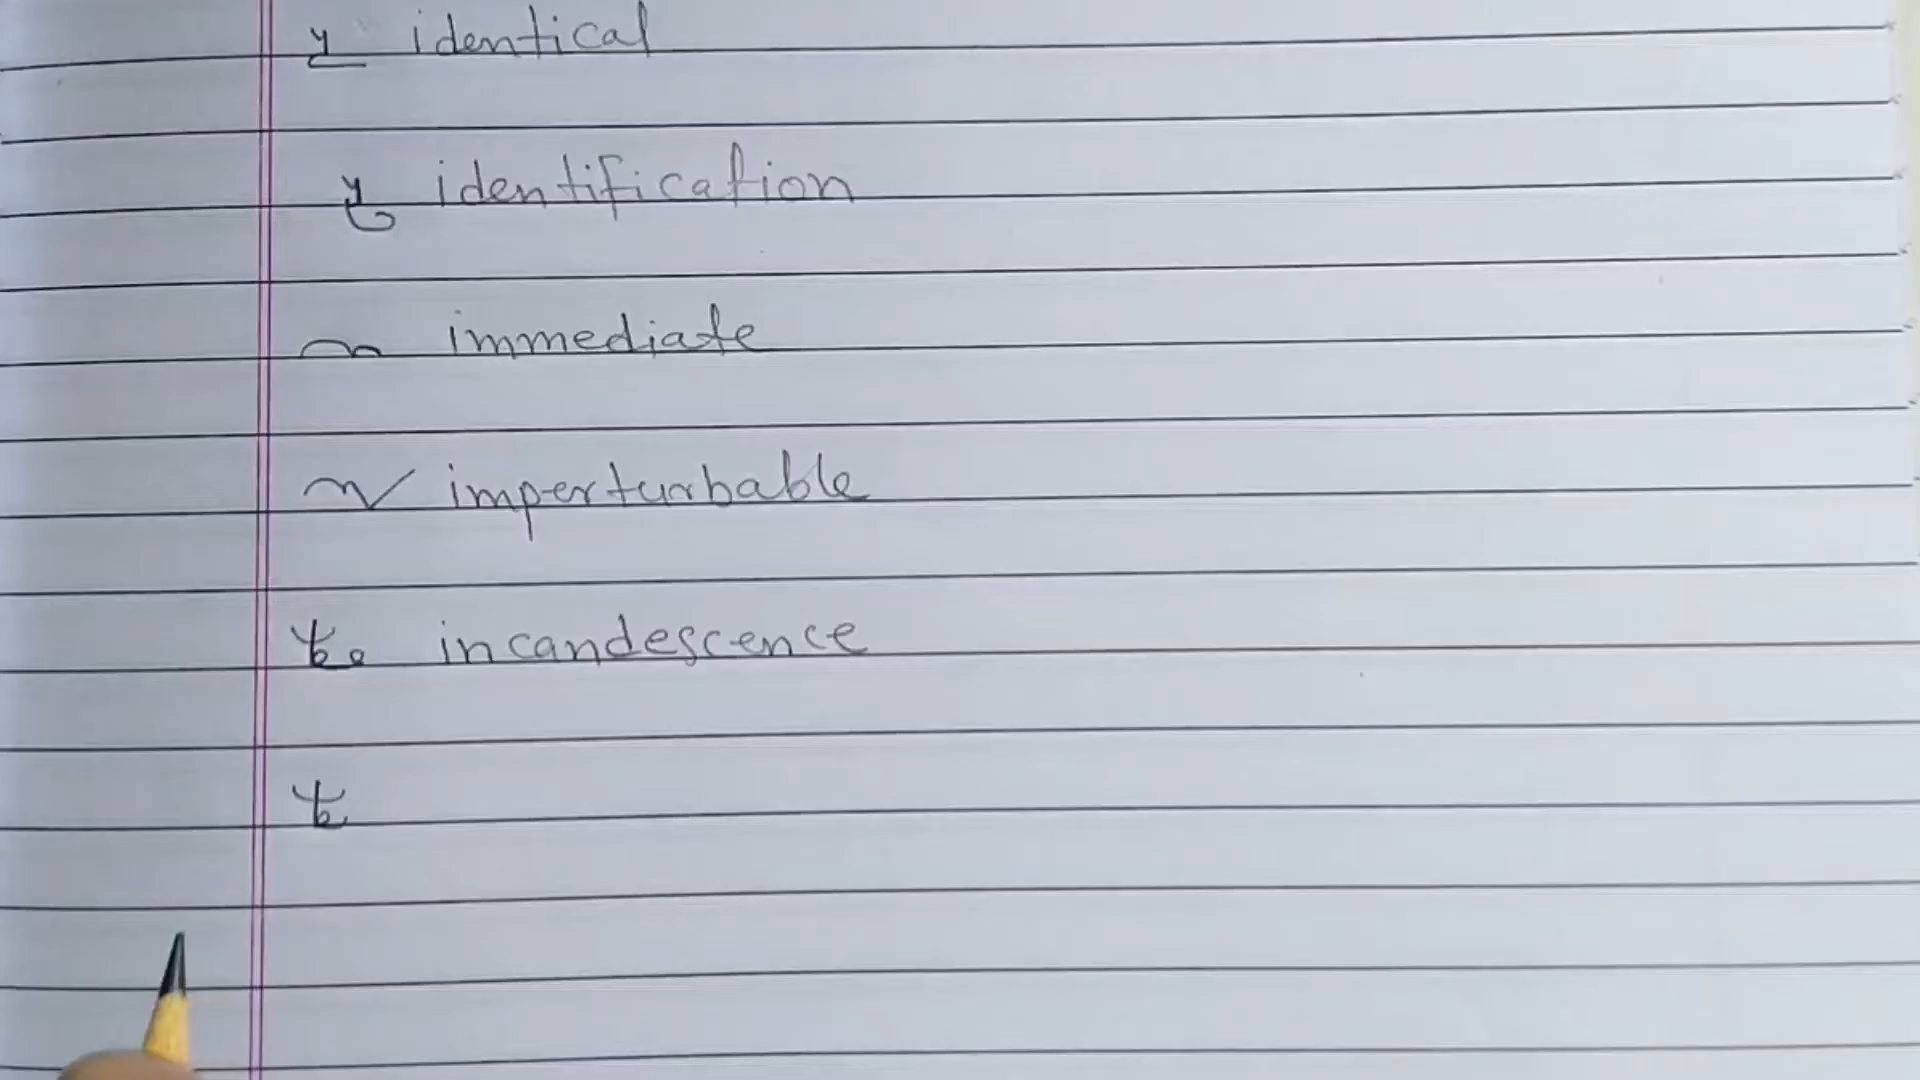 identical
identification
immediate
imperturbable
incandescence